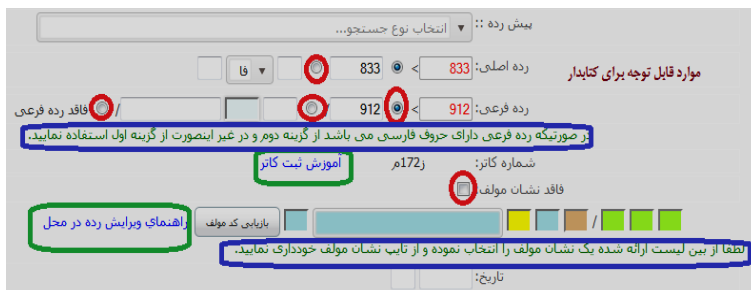 پیش رده :: انتخاب نوع جستجو...
موارد قابل توجه برای کتابدار
رده اصلی: 833 > 833 فا
رده فرعی: 912 > 912 / / فاقد رده فرعی
در صورتیکه رده فرعی دارای حروف فارسی می باشد از گزینه دوم و در غیر اینصورت از گزینه اول استفاده نمایید.
شماره کاتر: ز172م, آموزش ثبت کاتر
فاقد نشان مولف:
/ بازیابی کد مولف راهنمای ویرایش رده در محل
لطفا از بین لیست ارائه شده یک نشان مولف را انتخاب نموده و از تایپ نشان مولف خودداری نمایید.
تاریخ: